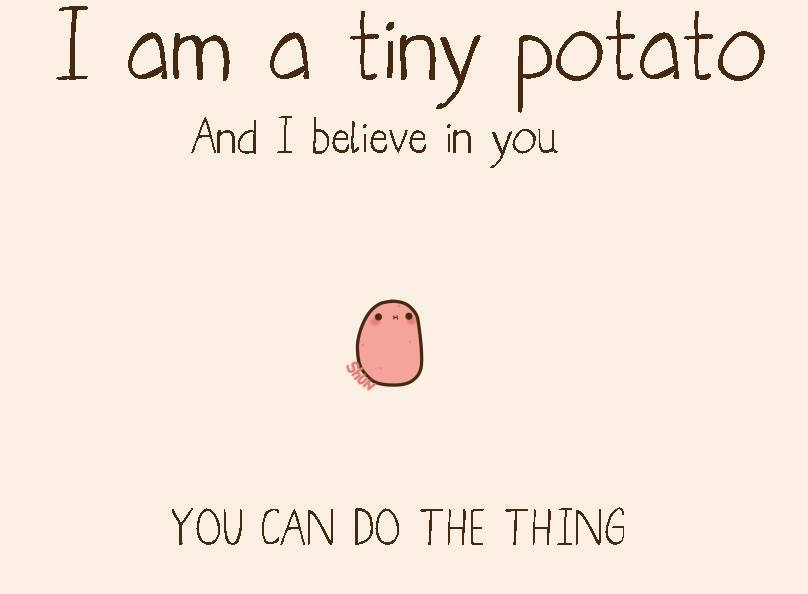 I am a tiny potato
And I believe in you
Shun
YOU CAN DO THE THING